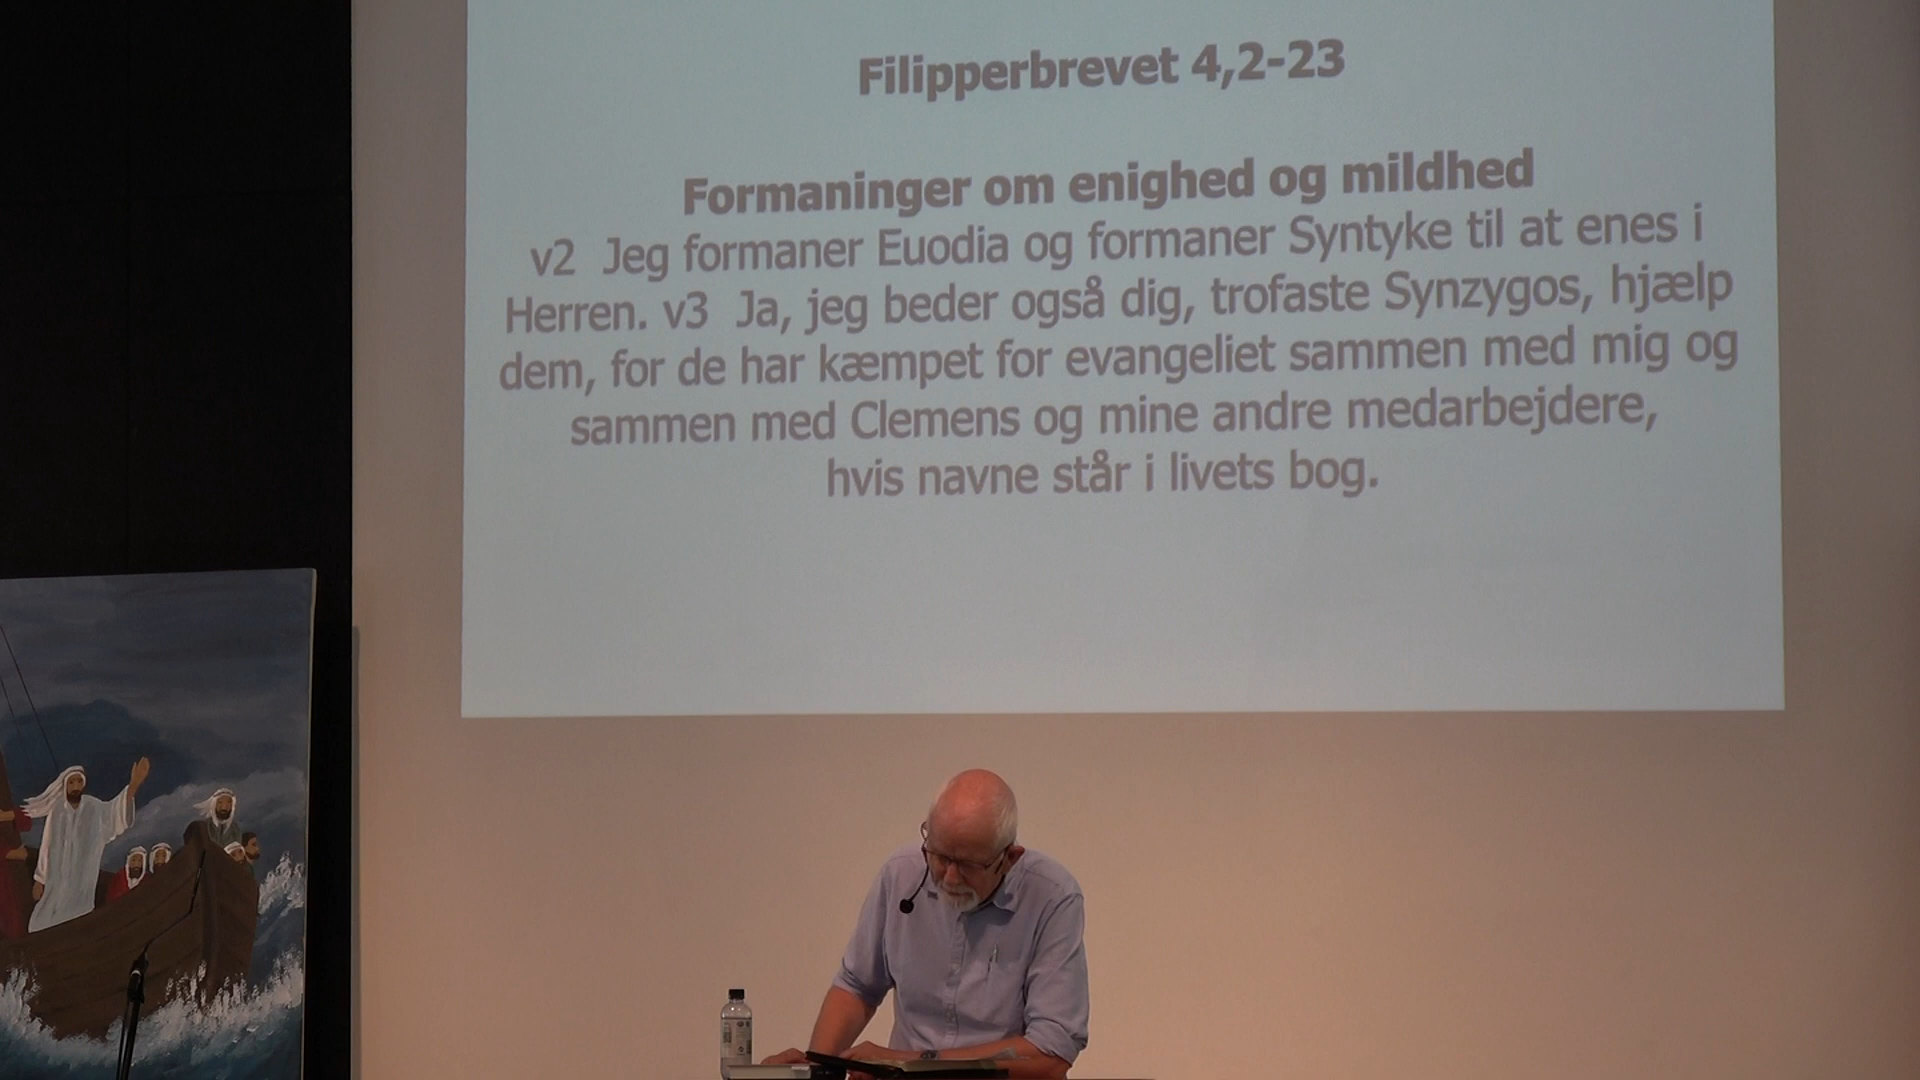 Filipperbrevet 4,2-23
Formaninger om enighed og mildhed
v2 Jeg formaner Euodia og formaner Syntyke til at enes i
Herren. v3 Ja, jeg beder også dig, trofaste Synzygos, hjælp
dem, for de har kæmpet for evangeliet sammen med mig og
sammen med Clemens og mine andre medarbejdere,
hvis navne står i livets bog.